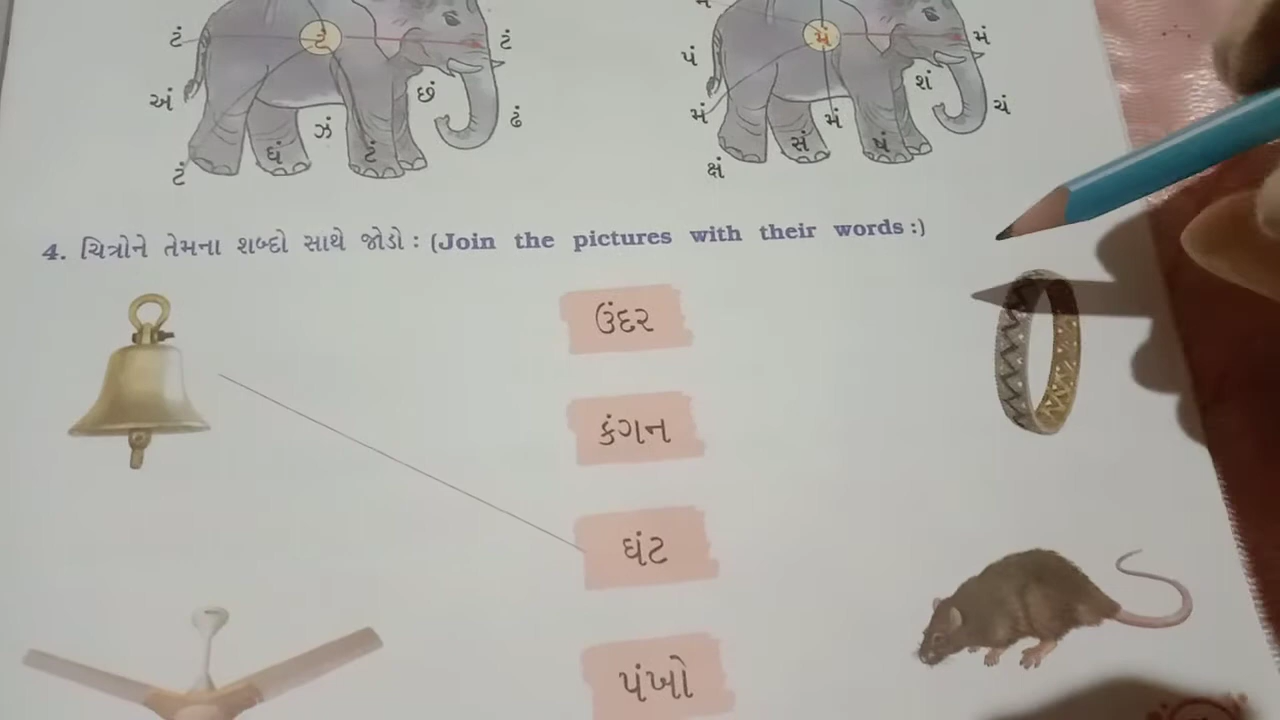 ટં ટં ટં
અં છં ઢં
ઝં
ઘં ટં
ટં
મં મં
પં શં
મં મં ચં
સં ષં
ક્ષં
4. ચિત્રોને તેમના શબ્દો સાથે જોડો : (Join the pictures with their words :)
ઉંદર
કંગન
ઘંટ
પંખો